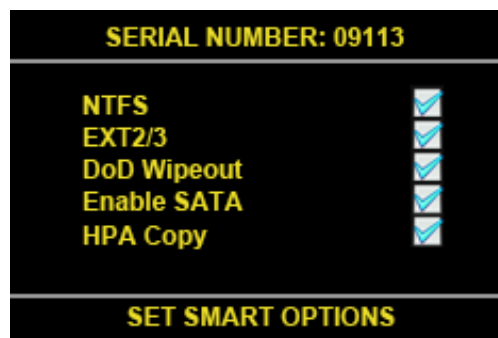 SERIAL NUMBER: 09113
NTFS
EXT2/3
DoD Wipeout
Enable SATA
HPA Copy
SET SMART OPTIONS